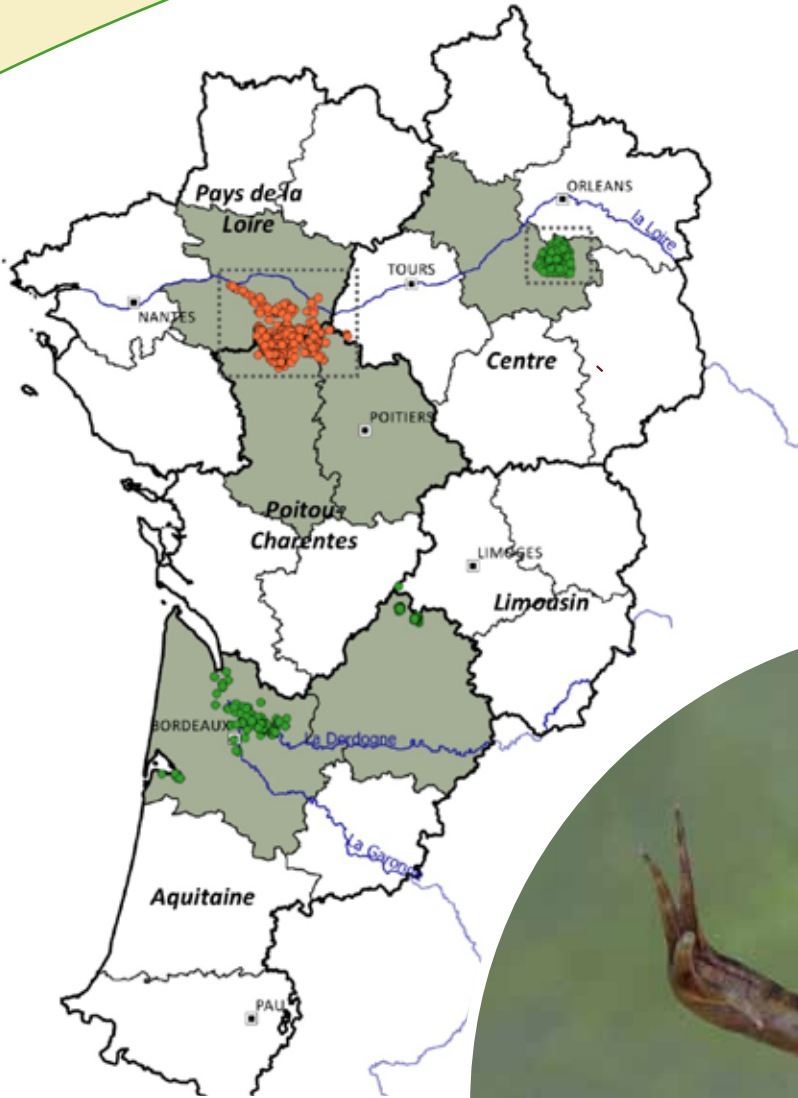 Pays de la
Loire
ORLEANS
la Loire
TOURS
NANTES
Centre
POITIERS
Poitou-
Charentes
LIMOGES
Limousin
BORDEAUX
La Dordogne
La Garonne
Aquitaine
PAU